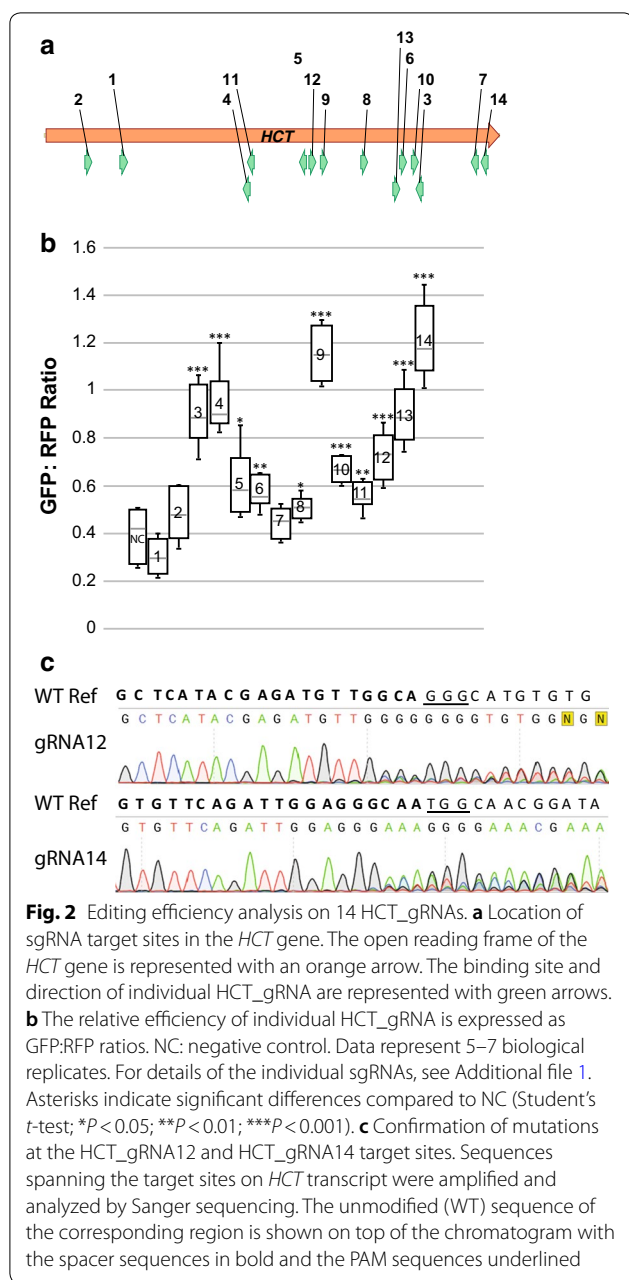 a
13
5 6
1 11 12 10 7
2 4 9 8 3 14
HCT
b
1.6
1.4
1.2
1
0.8
0.6
0.4
0.2
0
GFP: RFP Ratio
NC
1
2
*** 3
*** 4
* 5
** 6
7
* 8
*** 9
*** 10
** 11
*** 12
*** 13
*** 14
c
WT Ref GCTCATACGAGATGTTGGCAGGGCATGTGTG
GCTCATACGAGATGTTGGGGGGGGTGTGGNGN
gRNA12
WT Ref GTGTTCAGATTGGAGGGCAATGGCAACGGATA
GTGTTCAGATTGGAGGGAAAGGGGAAACGAAA
gRNA14
Fig. 2 Editing efficiency analysis on 14 HCT_gRNAs. a Location of
sgRNA target sites in the HCT gene. The open reading frame of the
HCT gene is represented with an orange arrow. The binding site and
direction of individual HCT_gRNA are represented with green arrows.
b The relative efficiency of individual HCT_gRNA is expressed as
GFP:RFP ratios. NC: negative control. Data represent 5–7 biological
replicates. For details of the individual sgRNAs, see Additional file 1.
Asterisks indicate significant differences compared to NC (Student's
t-test; *P < 0.05; **P < 0.01; ***P < 0.001). c Confirmation of mutations
at the HCT_gRNA12 and HCT_gRNA14 target sites. Sequences
spanning the target sites on HCT transcript were amplified and
analyzed by Sanger sequencing. The unmodified (WT) sequence of
the corresponding region is shown on top of the chromatogram with
the spacer sequences in bold and the PAM sequences underlined